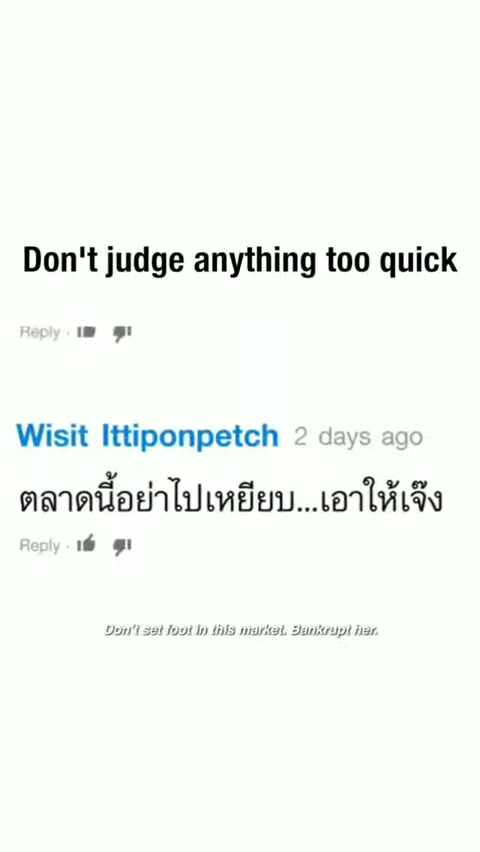 Don't judge anything too quick
Reply ·
Wisit Ittiponpetch 2 days ago
ตลาดนี้อย่าไปเหยียบ...เอาให้เจ๊ง
Reply ·
Don't set foot in this market. Bankrupt her.